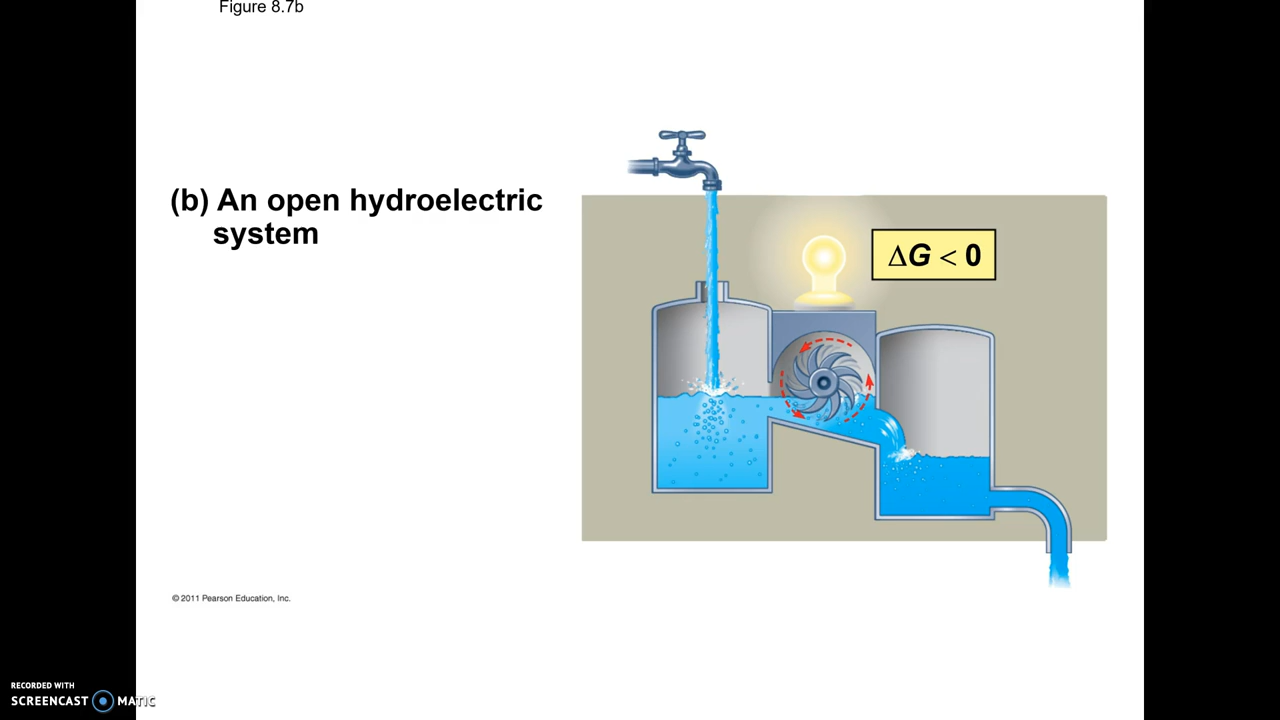 Figure 8.7b
(b) An open hydroelectric
system
ΔG < 0
© 2011 Pearson Education, Inc.
RECORDED WITH
SCREENCAST MATIC